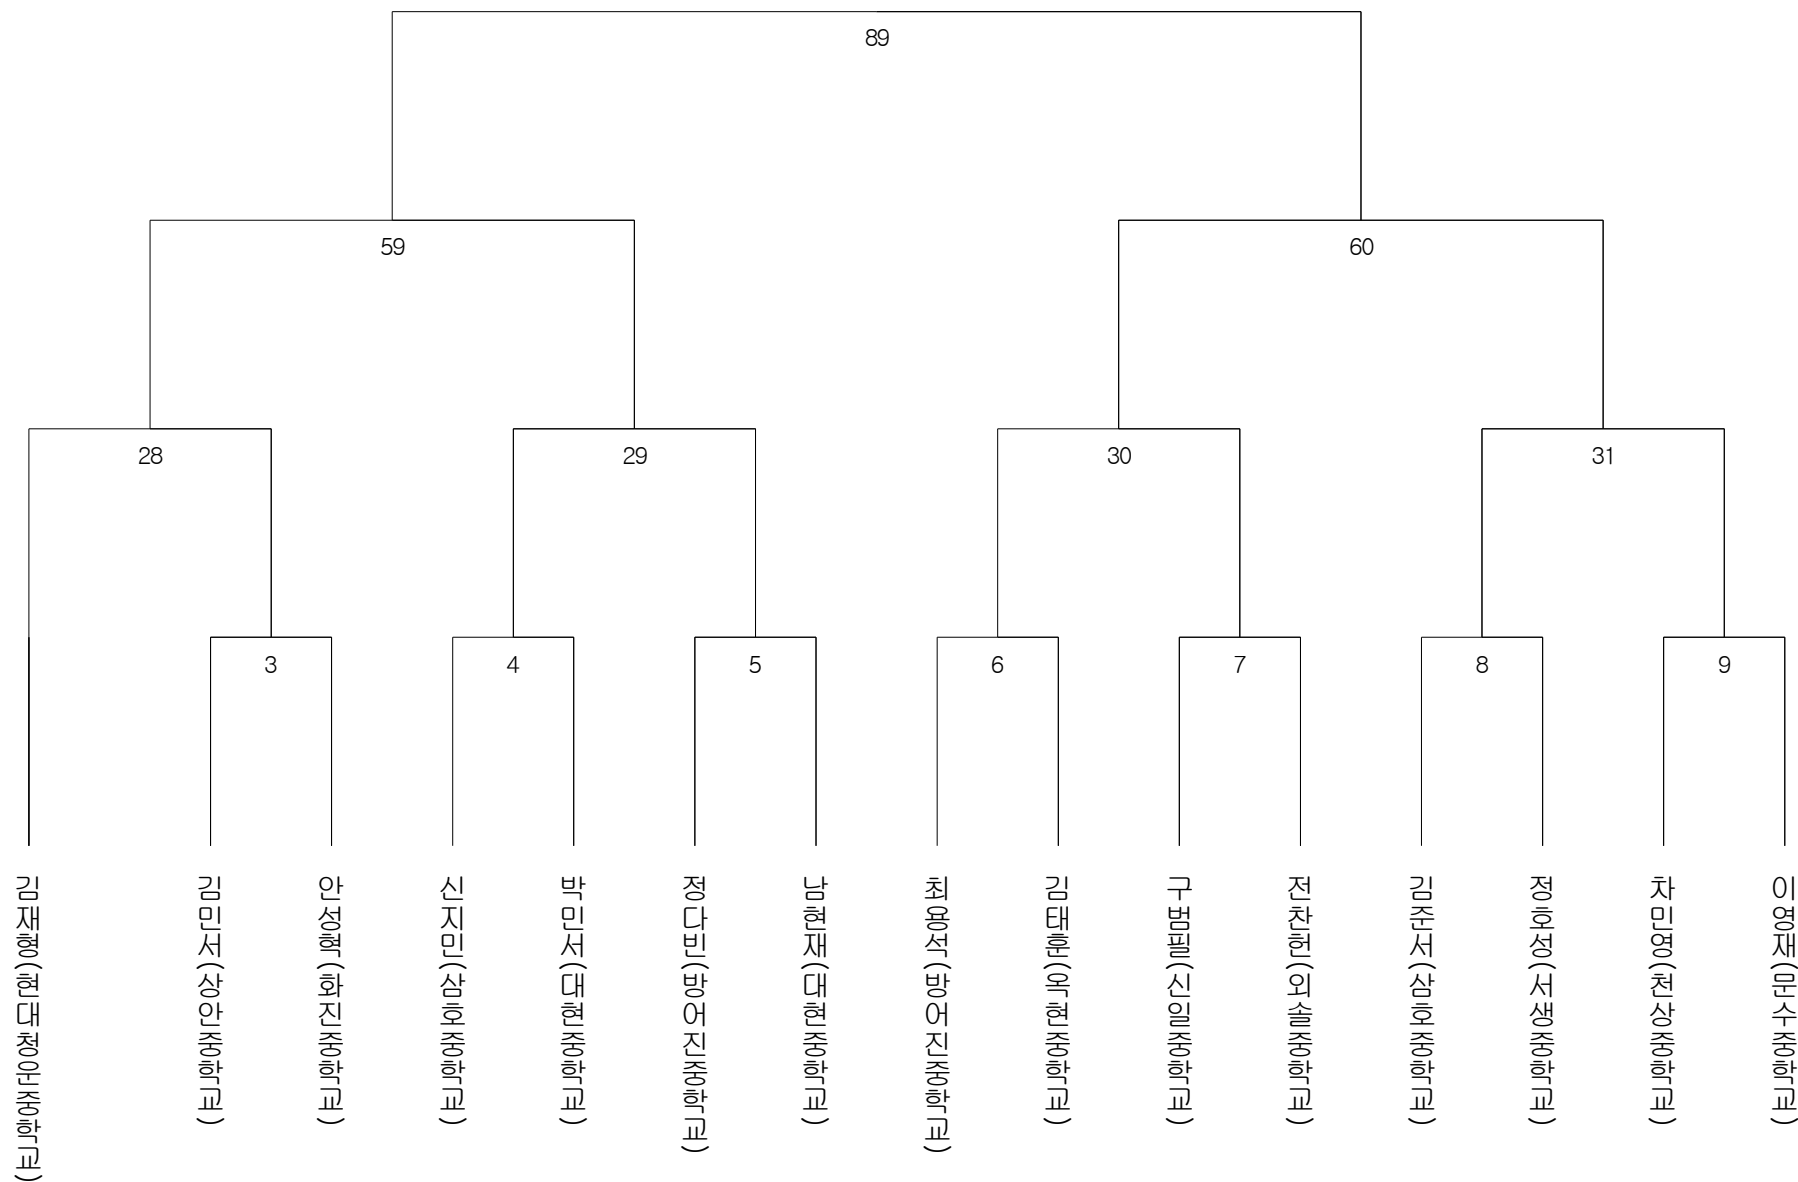 89
59
60
28
29
30
31
3
4
5
6
7
8
9
김재형(현대청운중학교)
김민서(상안중학교)
안성혁(화진중학교)
신지민(삼호중학교)
박민서(대현중학교)
정다빈(방어진중학교)
남현재(대현중학교)
최용석(방어진중학교)
김태훈(옥현중학교)
구범필(신일중학교)
전찬헌(외솔중학교)
김준서(삼호중학교)
정호성(서생중학교)
차민영(천상중학교)
이영재(문수중학교)